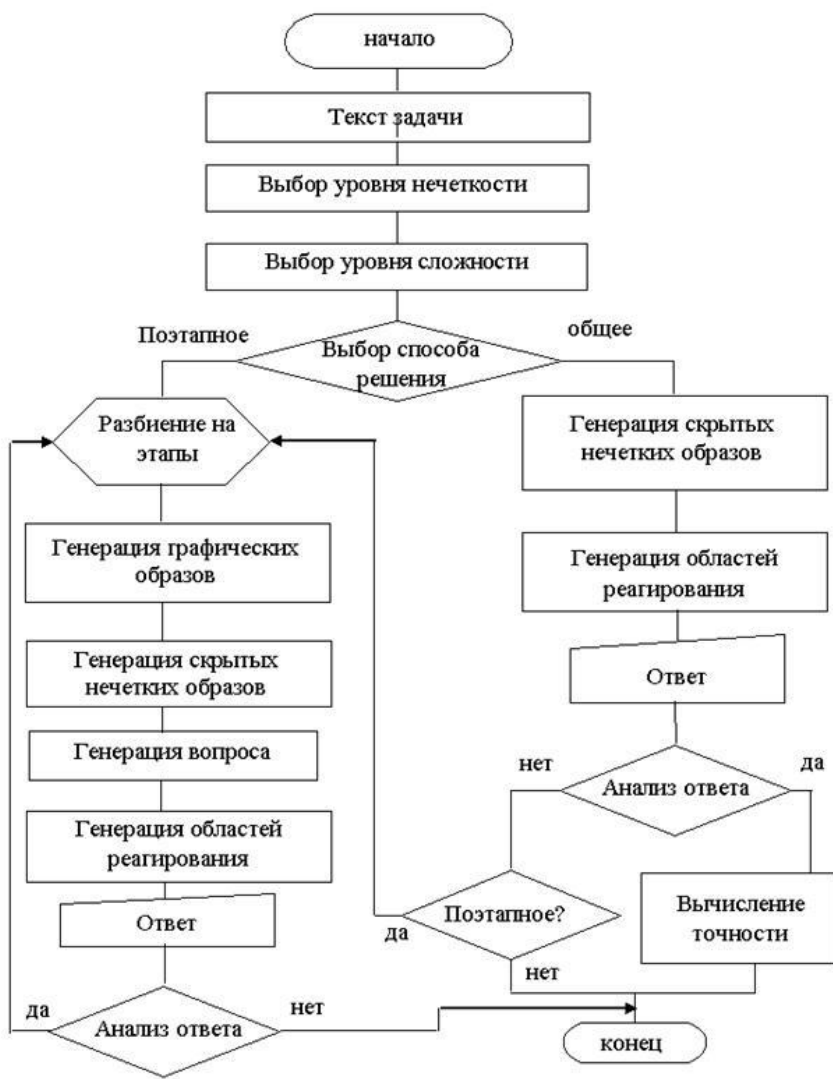 начало
Текст задачи
Выбор уровня нечеткости
Выбор уровня сложности
Поэтапное
общее
Выбор способа
решения
Разбиение на
этапы
Генерация графических
образов
Генерация скрытых
нечетких образов
Генерация вопроса
Генерация областей
реагирования
Ответ
да
Анализ ответа
нет
Генерация скрытых
нечетких образов
Генерация областей
реагирования
Ответ
нет
Анализ ответа
да
Поэтапное?
да
нет
Вычисление
точности
конец